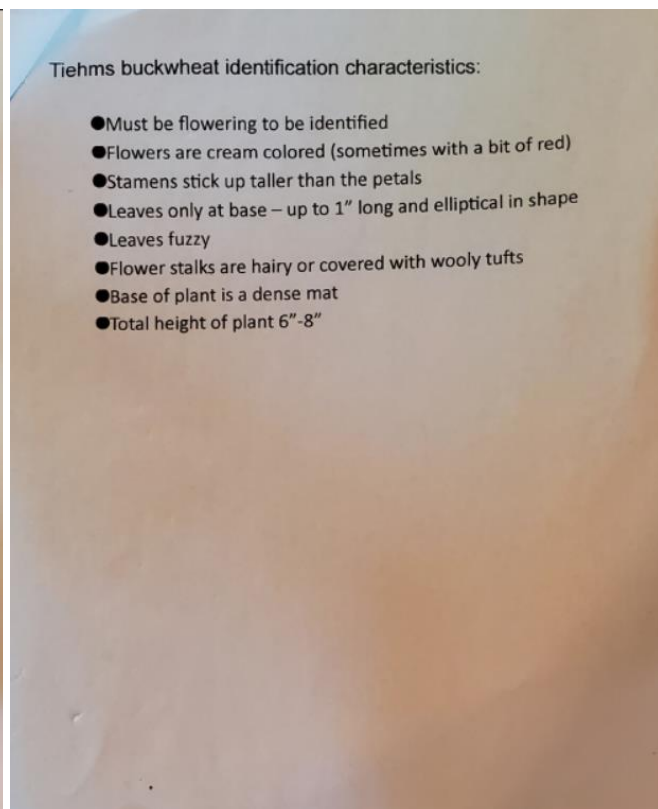 Tiehms buckwheat identification characteristics:
●Must be flowering to be identified
●Flowers are cream colored (sometimes with a bit of red)
●Stamens stick up taller than the petals
●Leaves only at base – up to 1” long and elliptical in shape
●Leaves fuzzy
●Flower stalks are hairy or covered with wooly tufts
●Base of plant is a dense mat
●Total height of plant 6”-8”